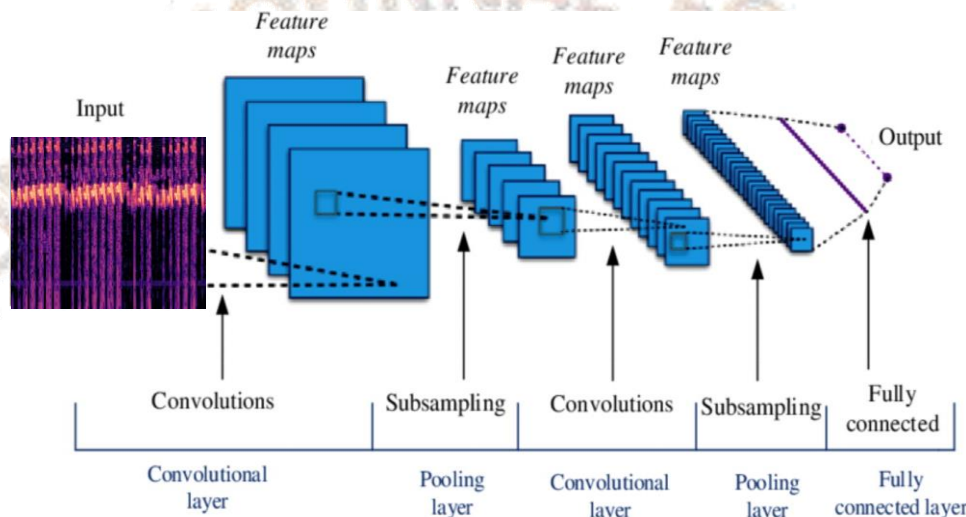 Input
Feature
maps
Feature
maps
Feature
maps
Feature
maps
Output
Convolutions
Subsampling
Convolutions
Subsampling
Fully
connected
Convolutional
layer
Pooling
layer
Convolutional
layer
Pooling
layer
Fully
connected layer